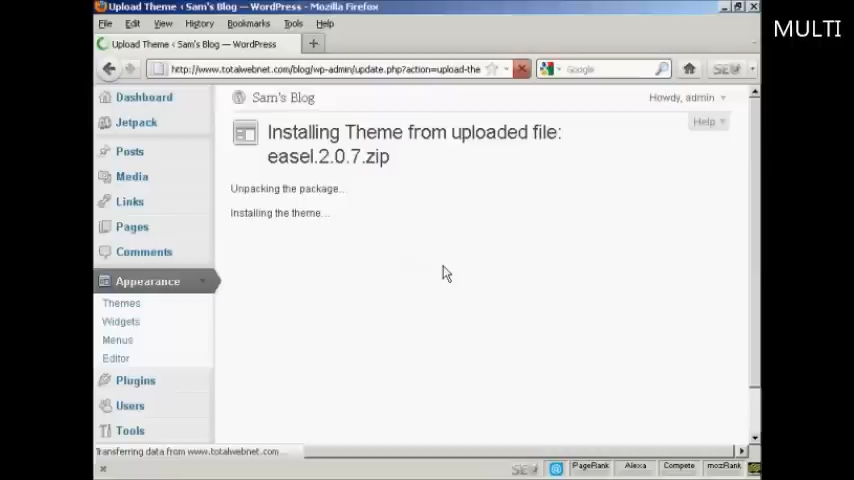 Upload Theme ‹ Sam's Blog — WordPress - Mozilla Firefox
MULTI
File Edit View History Bookmarks Tools Help
Upload Theme ‹ Sam's Blog — WordPress
http://www.totalwebnet.com/blog/wp-admin/update.php?action=upload-the
Google
Dashboard
Sam's Blog
Howdy, admin
Jetpack
Help
Installing Theme from uploaded file:
easel.2.0.7.zip
Posts
Media
Unpacking the package...
Links
Installing the theme...
Pages
Comments
Appearance
Themes
Widgets
Menus
Editor
Plugins
Users
Tools
Transferring data from www.totalwebnet.com...
PageRank Alexa Compete mozRank